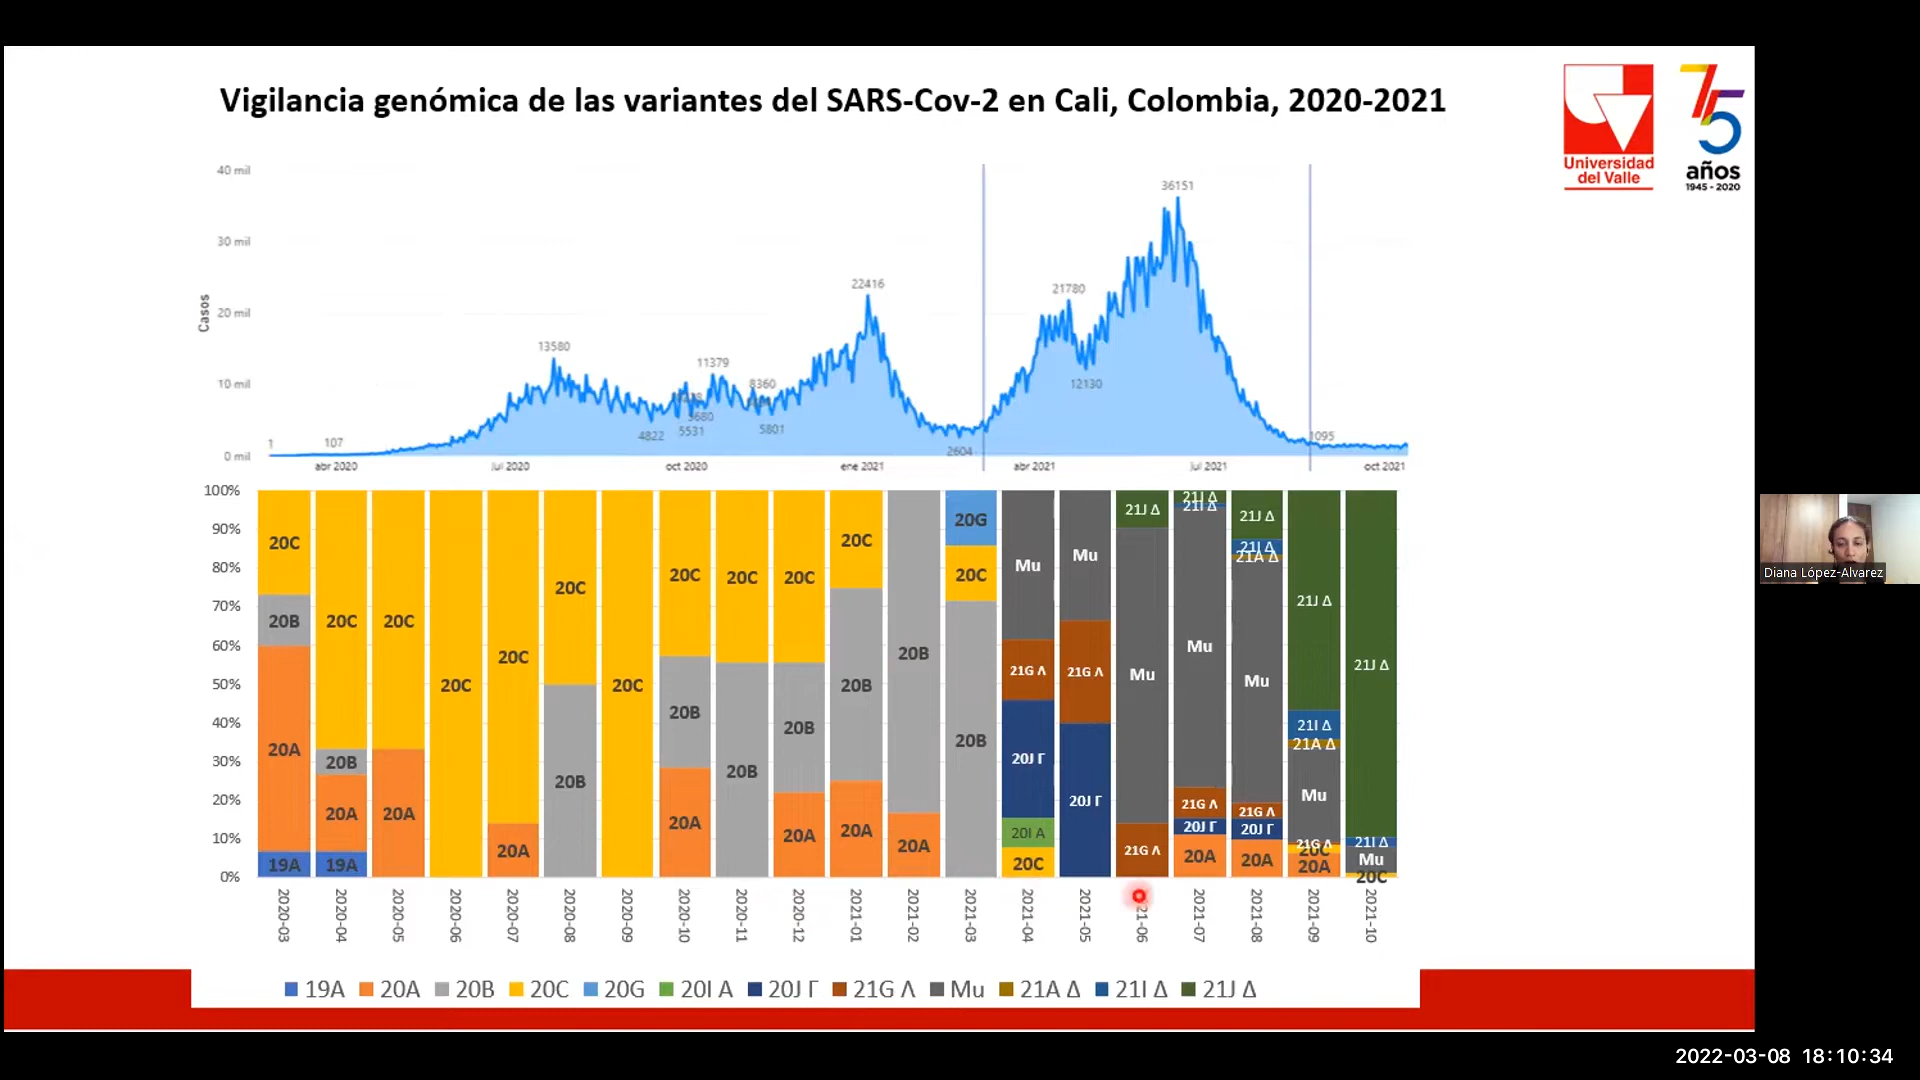 Vigilancia genómica de las variantes del SARS-Cov-2 en Cali, Colombia, 2020-2021
Universidad
del Valle
75
años
1945 - 2020
Casos
40 mil
30 mil
20 mil
10 mil
0 mil
1
107
13580
4822
5531
11379
8360
5801
22416
2604
21780
12130
36151
1095
abr 2020
jul 2020
oct 2020
ene 2021
abr 2021
jul 2021
oct 2021
100%
90%
80%
70%
60%
50%
40%
30%
20%
10%
0%
20C
20B
20A
19A
20C
20B
20A
19A
20C
20A
20C
20C
20A
20C
20B
20C
20C
20B
20A
20C
20B
20C
20B
20A
20C
20B
20A
20B
20A
20G
20C
20B
Mu
21G Λ
20J Γ
20I A
20C
Mu
21G Λ
20J Γ
21J Δ
Mu
21G Λ
21J Δ
21I Δ
Mu
21G Λ
20J Γ
20A
21J Δ
21I Δ
21A Δ
Mu
21G Λ
20J Γ
20A
21J Δ
21I Δ
21A Δ
Mu
21G Λ
20C
20A
21J Δ
21I Δ
Mu
20C
2020-03
2020-04
2020-05
2020-06
2020-07
2020-08
2020-09
2020-10
2020-11
2020-12
2021-01
2021-02
2021-03
2021-04
2021-05
21-06
2021-07
2021-08
2021-09
2021-10
19A 20A 20B 20C 20G 20I A 20J Γ 21G Λ Mu 21A Δ 21I Δ 21J Δ
Diana López-Alvarez
2022-03-08 18:10:34